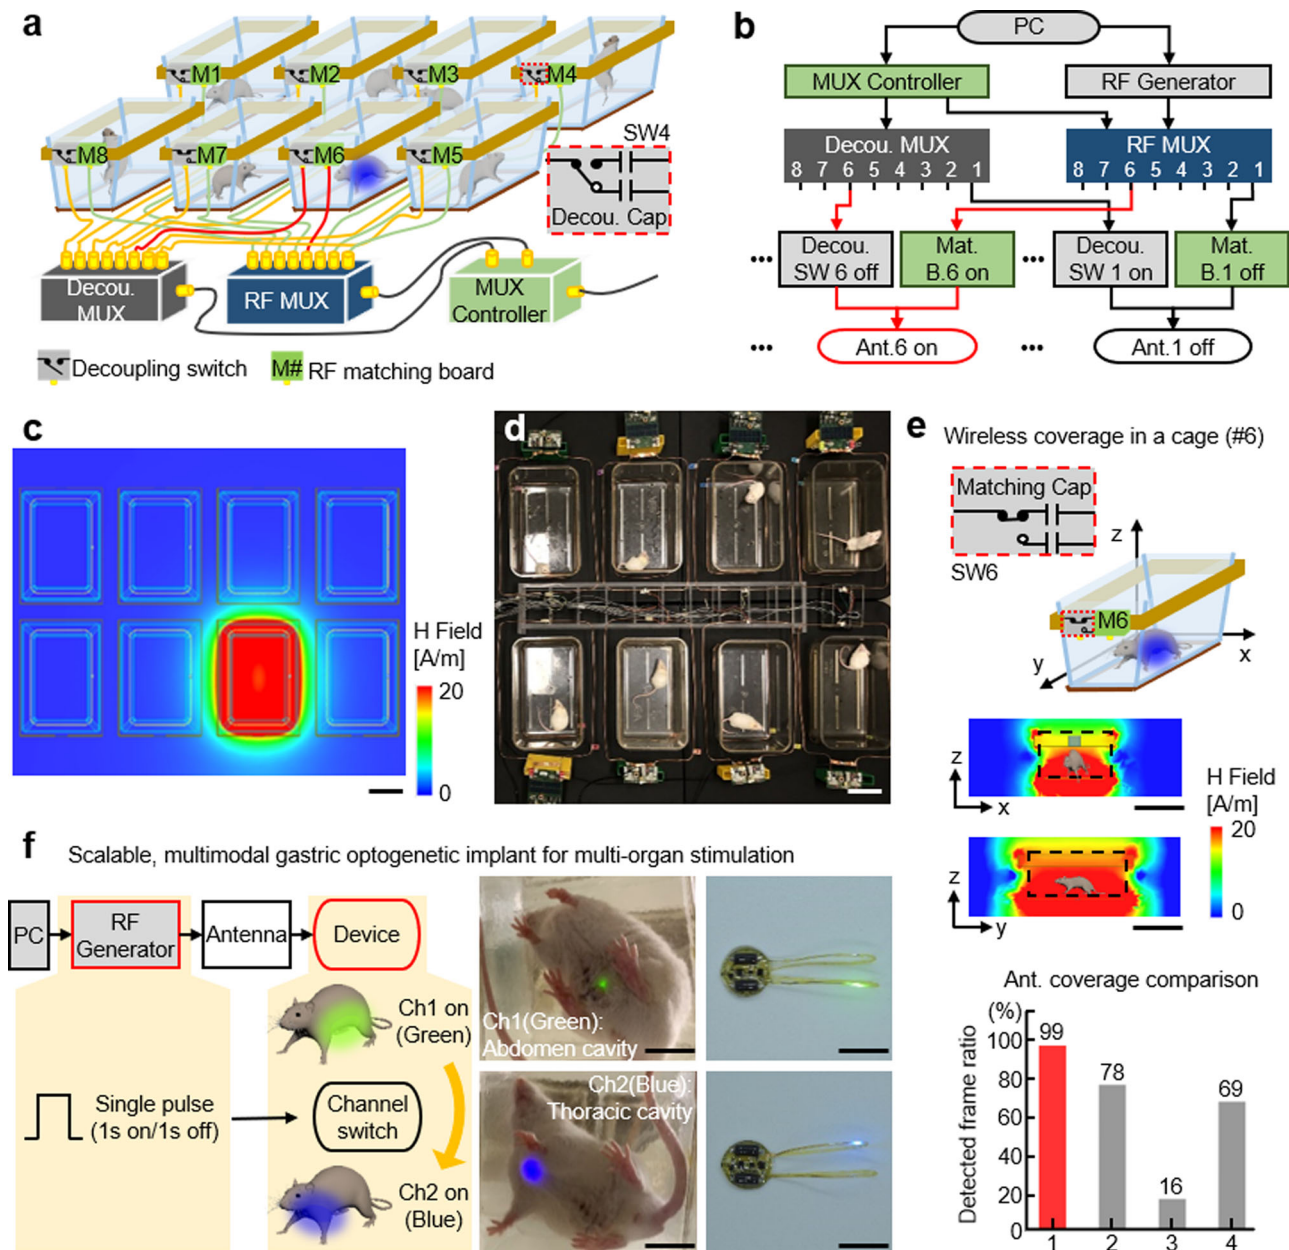 a
M1
M2
M3
M4
M8
M7
M6
M5
SW4
Decou. Cap
Decou.
MUX
RF MUX
MUX
Controller
Decoupling switch
M# RF matching board
b
PC
MUX Controller
RF Generator
Decou. MUX
8 7 6 5 4 3 2 1
RF MUX
8 7 6 5 4 3 2 1
Decou.
SW 6 off
Mat.
B.6 on
Decou.
SW 1 on
Mat.
B.1 off
Ant.6 on
Ant.1 off
c
H Field
[A/m]
20
0
d
e
Wireless coverage in a cage (#6)
Matching Cap
SW6
z
M6
x
y
z
x
z
y
H Field
[A/m]
20
0
Ant. coverage comparison
(%)
Detected frame ratio
100
80
60
40
20
0
99
78
16
69
1 2 3 4
f
Scalable, multimodal gastric optogenetic implant for multi-organ stimulation
PC
RF
Generator
Antenna
Device
Ch1 on
(Green)
Single pulse
(1s on/1s off)
Channel
switch
Ch2 on
(Blue)
Ch1(Green):
Abdomen cavity
Ch2(Blue):
Thoracic cavity